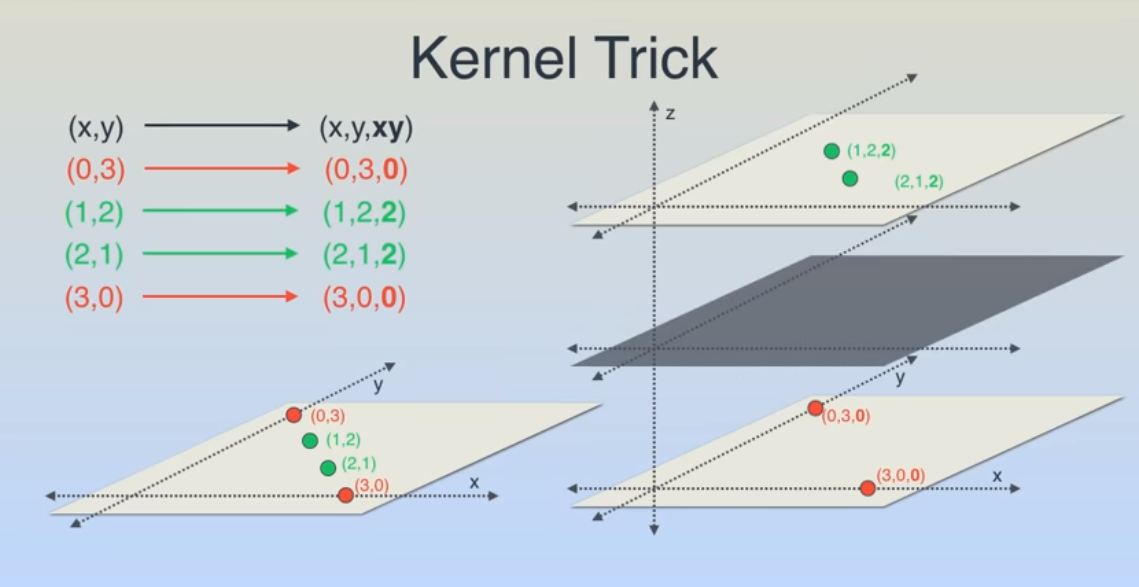 Kernel Trick
(x,y) (x,y,xy)
(0,3) (0,3,0)
(1,2) (1,2,2)
(2,1) (2,1,2)
(3,0) (3,0,0)
y
(0,3)
(1,2)
(2,1)
(3,0)
x
z
(1,2,2)
(2,1,2)
y
(0,3,0)
(3,0,0)
x